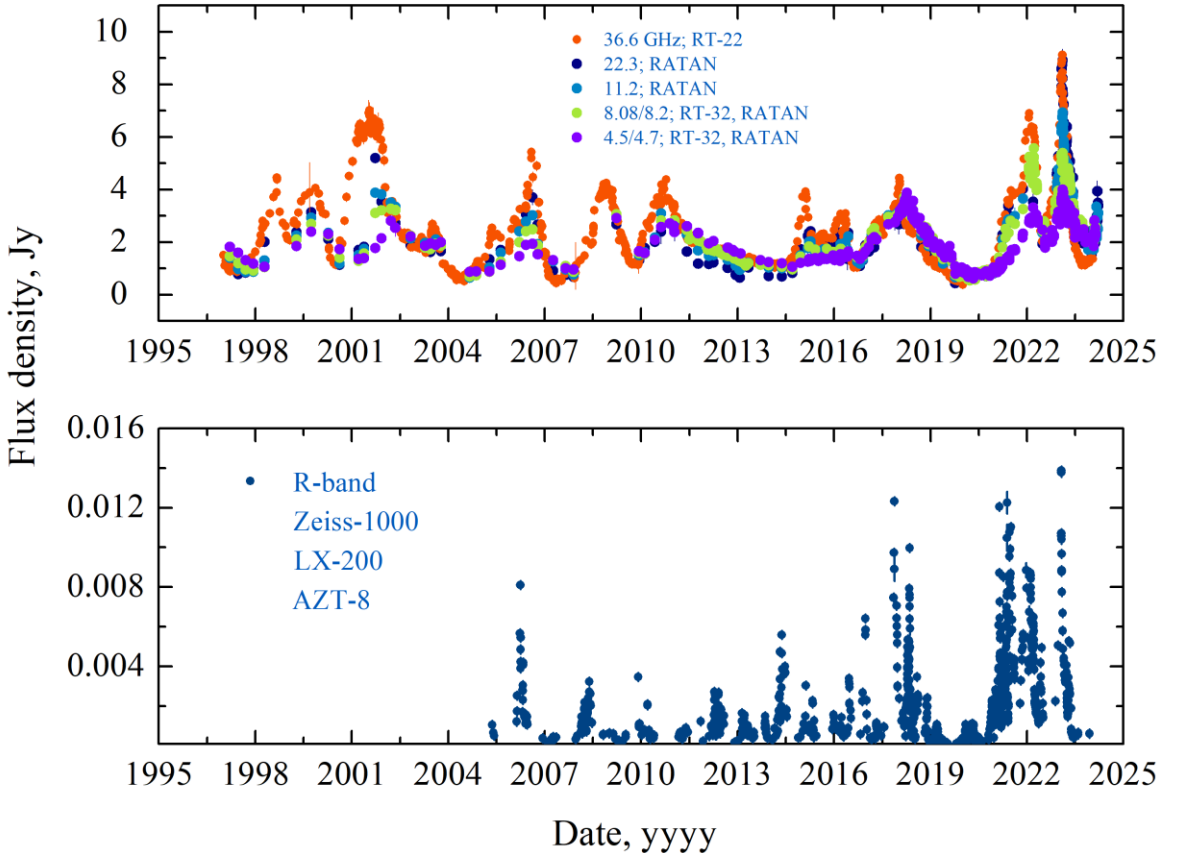 10
8
6
4
2
0
36.6 GHz; RT-22
22.3; RATAN
11.2; RATAN
8.08/8.2; RT-32, RATAN
4.5/4.7; RT-32, RATAN
1995 1998 2001 2004 2007 2010 2013 2016 2019 2022 2025
Flux density, Jy
0.016
0.012
0.008
0.004
R-band
Zeiss-1000
LX-200
AZT-8
1995 1998 2001 2004 2007 2010 2013 2016 2019 2022 2025
Date, yyyy